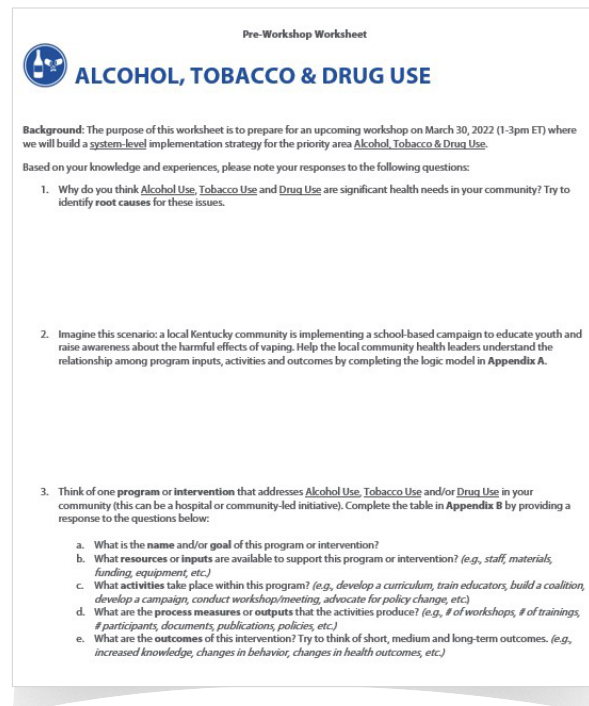 Pre-Workshop Worksheet
ALCOHOL, TOBACCO & DRUG USE
Background: The purpose of this worksheet is to prepare for an upcoming workshop on March 30, 2022 (1-3pm ET) where
we will build a system-level implementation strategy for the priority area Alcohol, Tobacco & Drug Use.
Based on your knowledge and experiences, please note your responses to the following questions:
1. Why do you think Alcohol Use, Tobacco Use and Drug Use are significant health needs in your community? Try to
identify root causes for these issues.
2. Imagine this scenario: a local Kentucky community is implementing a school-based campaign to educate youth and
raise awareness about the harmful effects of vaping. Help the local community health leaders understand the
relationship among program inputs, activities and outcomes by completing the logic model in Appendix A.
3. Think of one program or intervention that addresses Alcohol Use, Tobacco Use and/or Drug Use in your
community (this can be a hospital or community-led initiative). Complete the table in Appendix B by providing a
response to the questions below:
a. What is the name and/or goal of this program or intervention?
b. What resources or inputs are available to support this program or intervention? (e.g., staff, materials,
funding, equipment, etc.)
c. What activities take place within this program? (e.g., develop a curriculum, train educators, build a coalition,
develop a campaign, conduct workshop/meeting, advocate for policy change, etc.)
d. What are the process measures or outputs that the activities produce? (e.g., # of workshops, # of trainings,
# participants, documents, publications, policies, etc.)
e. What are the outcomes of this intervention? Try to think of short, medium and long-term outcomes. (e.g.,
increased knowledge, changes in behavior, changes in health outcomes, etc.)